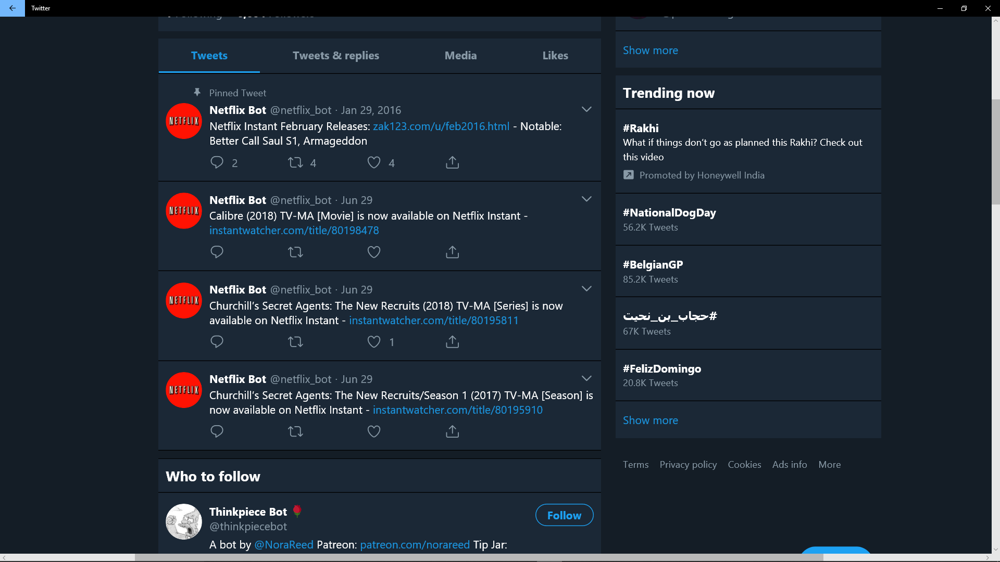 Twitter
Tweets
Tweets & replies
Media
Likes
Pinned Tweet
NETFLIX
Netflix Bot @netflix_bot · Jan 29, 2016
Netflix Instant February Releases: zak123.com/u/feb2016.html - Notable:
Better Call Saul S1, Armageddon
2
4
4
NETFLIX
Netflix Bot @netflix_bot · Jun 29
Calibre (2018) TV-MA [Movie] is now available on Netflix Instant -
instantwatcher.com/title/80198478
NETFLIX
Netflix Bot @netflix_bot · Jun 29
Churchill’s Secret Agents: The New Recruits (2018) TV-MA [Series] is now
available on Netflix Instant - instantwatcher.com/title/80195811
1
NETFLIX
Netflix Bot @netflix_bot · Jun 29
Churchill’s Secret Agents: The New Recruits/Season 1 (2017) TV-MA [Season] is
now available on Netflix Instant - instantwatcher.com/title/80195910
Who to follow
Thinkpiece Bot 🌹
@thinkpiecebot
Follow
A bot by @NoraReed Patreon: patreon.com/norareed Tip Jar:
Show more
Trending now
#Rakhi
What if things don’t go as planned this Rakhi? Check out
this video
Promoted by Honeywell India
#NationalDogDay
56.2K Tweets
#BelgianGP
85.2K Tweets
#حجاب_بن_نحيت
67K Tweets
#FelizDomingo
20.8K Tweets
Show more
Terms
Privacy policy
Cookies
Ads info
More